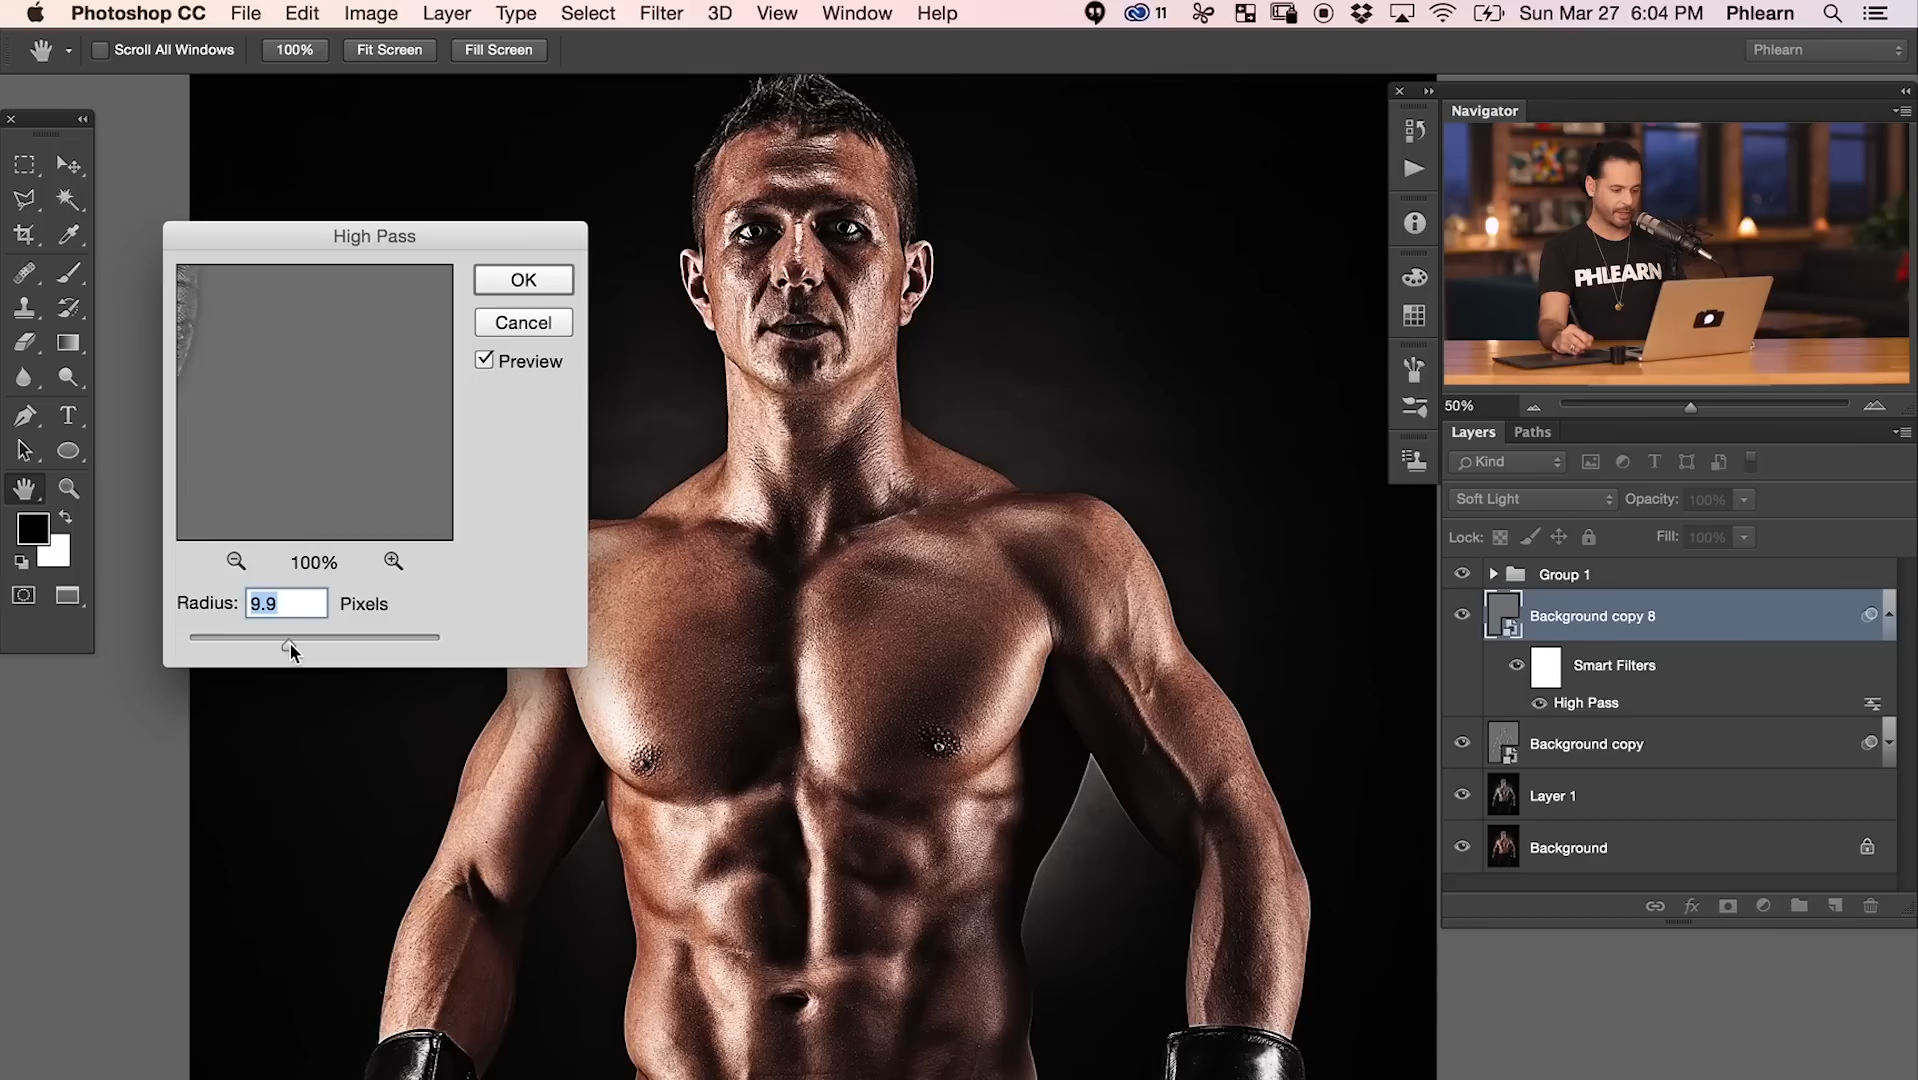 Photoshop CC File Edit Image Layer Type Select Filter 3D View Window Help 11 Sun Mar 27 6:04 PM Phlearn
Scroll All Windows 100% Fit Screen Fill Screen Phlearn
Navigator
PHLEARN
High Pass
OK
Cancel
Preview
100%
Radius: 9.9 Pixels
T
50%
Layers Paths
Kind T
Soft Light Opacity: 100%
Lock: Fill: 100%
Group 1
Background copy 8
Smart Filters
High Pass
Background copy
Layer 1
Background
fx